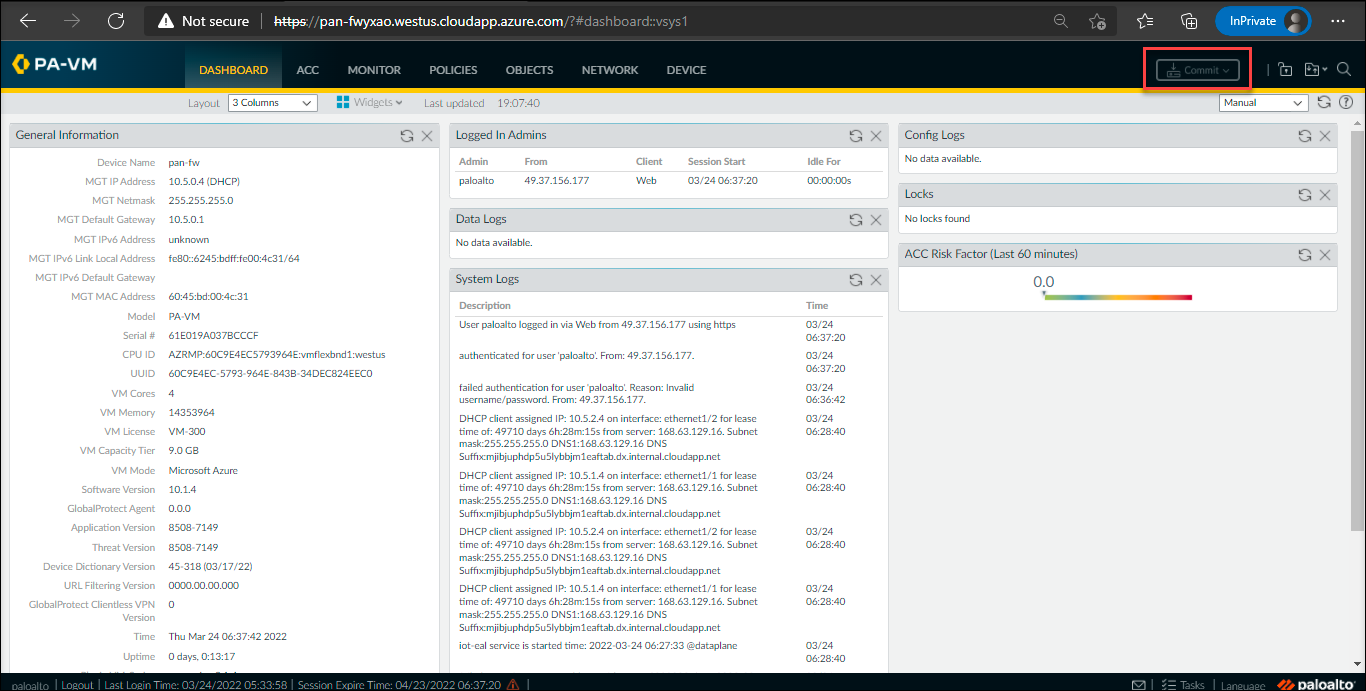 Not secure
https://pan-fwyxao.westus.cloudapp.azure.com/?#dashboard::vsys1
InPrivate
PA-VM
DASHBOARD
ACC
MONITOR
POLICIES
OBJECTS
NETWORK
DEVICE
Commit
Layout
3 Columns
Widgets
Last updated
19:07:40
Manual
General Information
Device Name pan-fw
MGT IP Address 10.5.0.4 (DHCP)
MGT Netmask 255.255.255.0
MGT Default Gateway 10.5.0.1
MGT IPv6 Address unknown
MGT IPv6 Link Local Address fe80::6245:bdff:fe00:4c31/64
MGT IPv6 Default Gateway
MGT MAC Address 60:45:bd:00:4c:31
Model PA-VM
Serial # 61E019A037BCCCF
CPU ID AZRMP:60C9E4EC5793964E:vmflexbnd1:westus
UUID 60C9E4EC-5793-964E-843B-34DEC824EEC0
VM Cores 4
VM Memory 14353964
VM License VM-300
VM Capacity Tier 9.0 GB
VM Mode Microsoft Azure
Software Version 10.1.4
GlobalProtect Agent 0.0.0
Application Version 8508-7149
Threat Version 8508-7149
Device Dictionary Version 45-318 (03/17/22)
URL Filtering Version 0000.00.00.000
GlobalProtect Clientless VPN 0
Version
Time Thu Mar 24 06:37:42 2022
Uptime 0 days, 0:13:17
Logged In Admins
Admin From Client Session Start Idle For
paloalto 49.37.156.177 Web 03/24 06:37:20 00:00:00s
Data Logs
No data available.
System Logs
Description Time
User paloalto logged in via Web from 49.37.156.177 using https 03/24
06:37:20
authenticated for user 'paloalto'. From: 49.37.156.177. 03/24
06:37:20
failed authentication for user 'paloalto'. Reason: Invalid 03/24
username/password. From: 49.37.156.177. 06:36:42
DHCP client assigned IP: 10.5.2.4 on interface: ethernet1/2 for lease 03/24
time of: 49710 days 6h:28m:15s from server: 168.63.129.16. Subnet 06:28:40
mask:255.255.255.0 DNS1:168.63.129.16 DNS
Suffix:mjibjuphdp5u5lybbjm1eaftab.dx.internal.cloudapp.net
DHCP client assigned IP: 10.5.1.4 on interface: ethernet1/1 for lease 03/24
time of: 49710 days 6h:28m:15s from server: 168.63.129.16. Subnet 06:28:40
mask:255.255.255.0 DNS1:168.63.129.16 DNS
Suffix:mjibjuphdp5u5lybbjm1eaftab.dx.internal.cloudapp.net
DHCP client assigned IP: 10.5.2.4 on interface: ethernet1/2 for lease 03/24
time of: 49710 days 6h:28m:15s from server: 168.63.129.16. Subnet 06:28:40
mask:255.255.255.0 DNS1:168.63.129.16 DNS
Suffix:mjibjuphdp5u5lybbjm1eaftab.dx.internal.cloudapp.net
DHCP client assigned IP: 10.5.1.4 on interface: ethernet1/1 for lease 03/24
time of: 49710 days 6h:28m:15s from server: 168.63.129.16. Subnet 06:28:40
mask:255.255.255.0 DNS1:168.63.129.16 DNS
Suffix:mjibjuphdp5u5lybbjm1eaftab.dx.internal.cloudapp.net
iot-eal service is started time: 2022-03-24 06:27:33 @dataplane 03/24
06:28:40
Config Logs
No data available.
Locks
No locks found
ACC Risk Factor (Last 60 minutes)
0.0
paloalto | Logout | Last Login Time: 03/24/2022 05:33:58 | Session Expire Time: 04/23/2022 06:37:20 |
Tasks | Language
paloalto